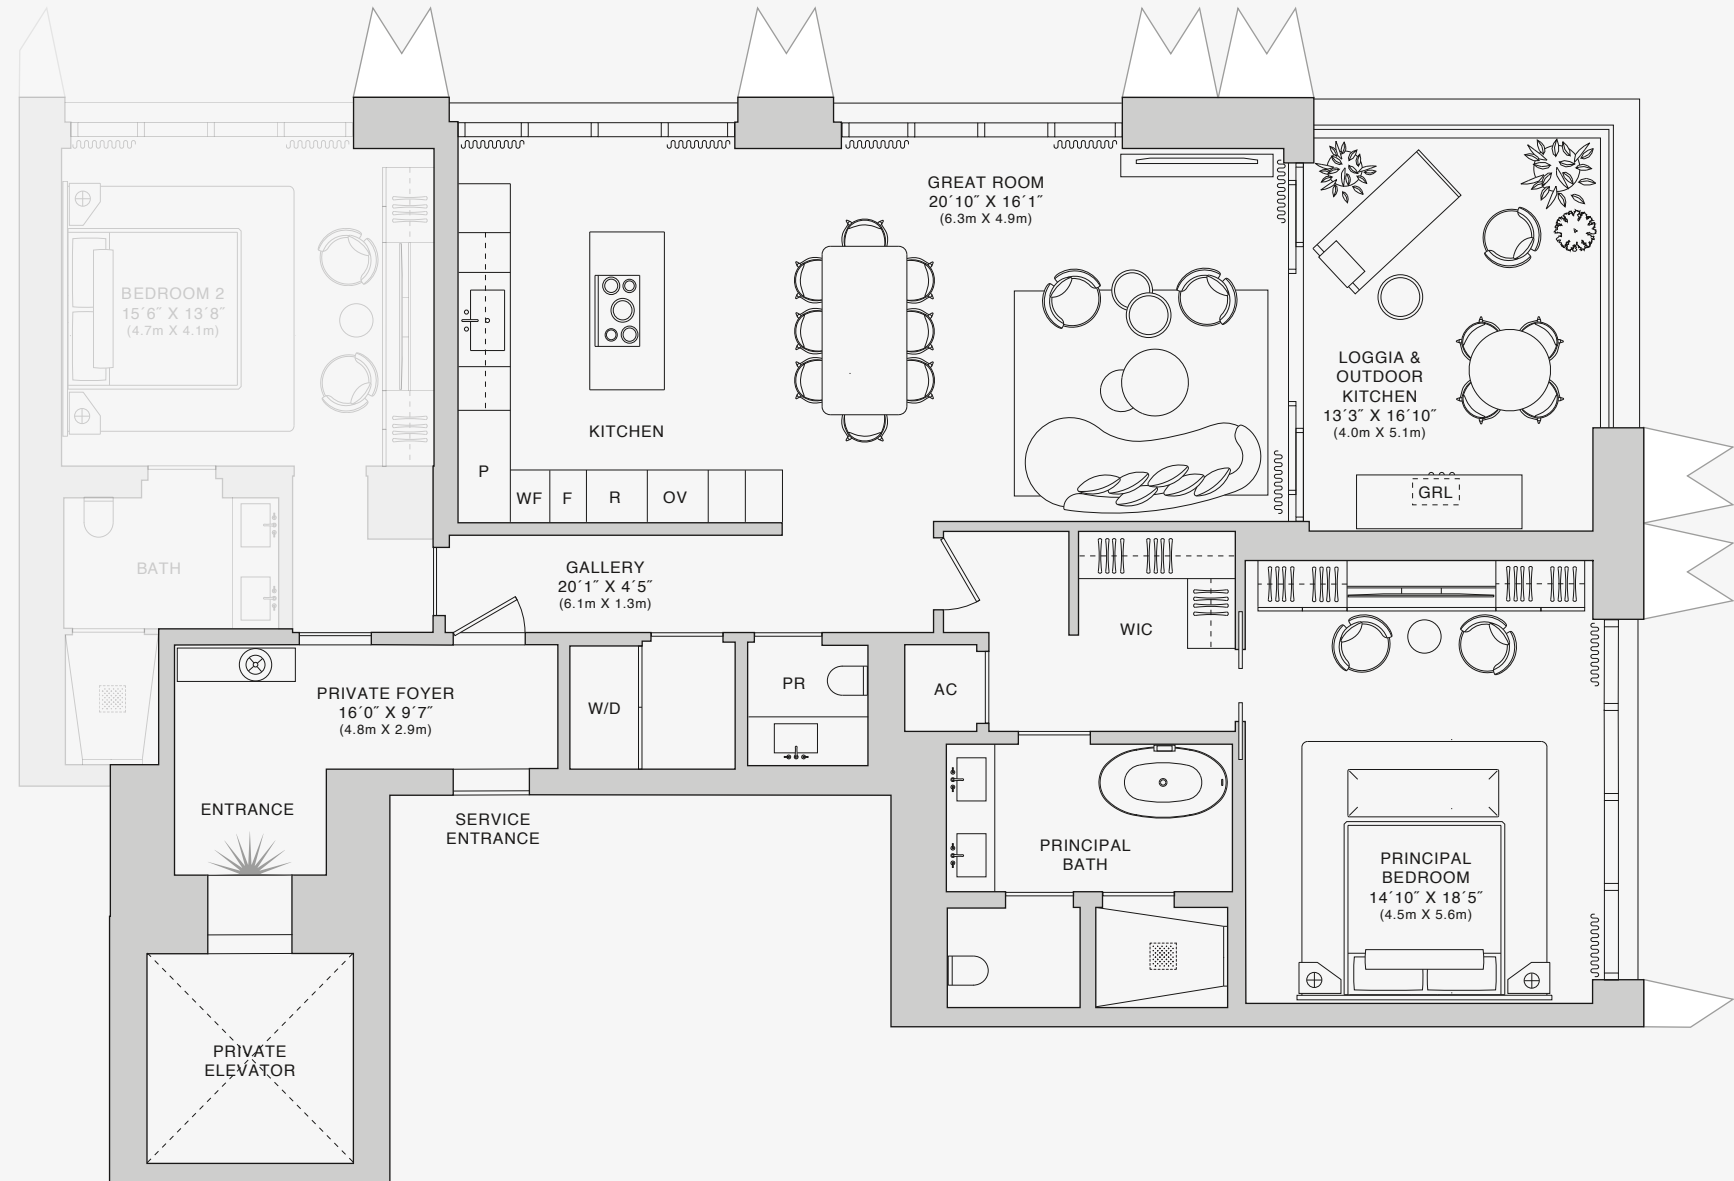 GREAT ROOM
20´10˝ X 16´1˝
(6.3m X 4.9m)
BEDROOM 2
15´6˝ X 13´8˝
(4.7m X 4.1m)
LOGGIA &
OUTDOOR
KITCHEN
13´3˝ X 16´10˝
(4.0m X 5.1m)
KITCHEN
P
WF
F
R
OV
GRL
BATH
GALLERY
20´1˝ X 4´5˝
(6.1m X 1.3m)
WIC
PRIVATE FOYER
16´0˝ X 9´7˝
(4.8m X 2.9m)
W/D
PR
AC
ENTRANCE
SERVICE
ENTRANCE
PRINCIPAL
BATH
PRINCIPAL
BEDROOM
14´10˝ X 18´5˝
(4.5m X 5.6m)
PRIVATE
ELEVATOR